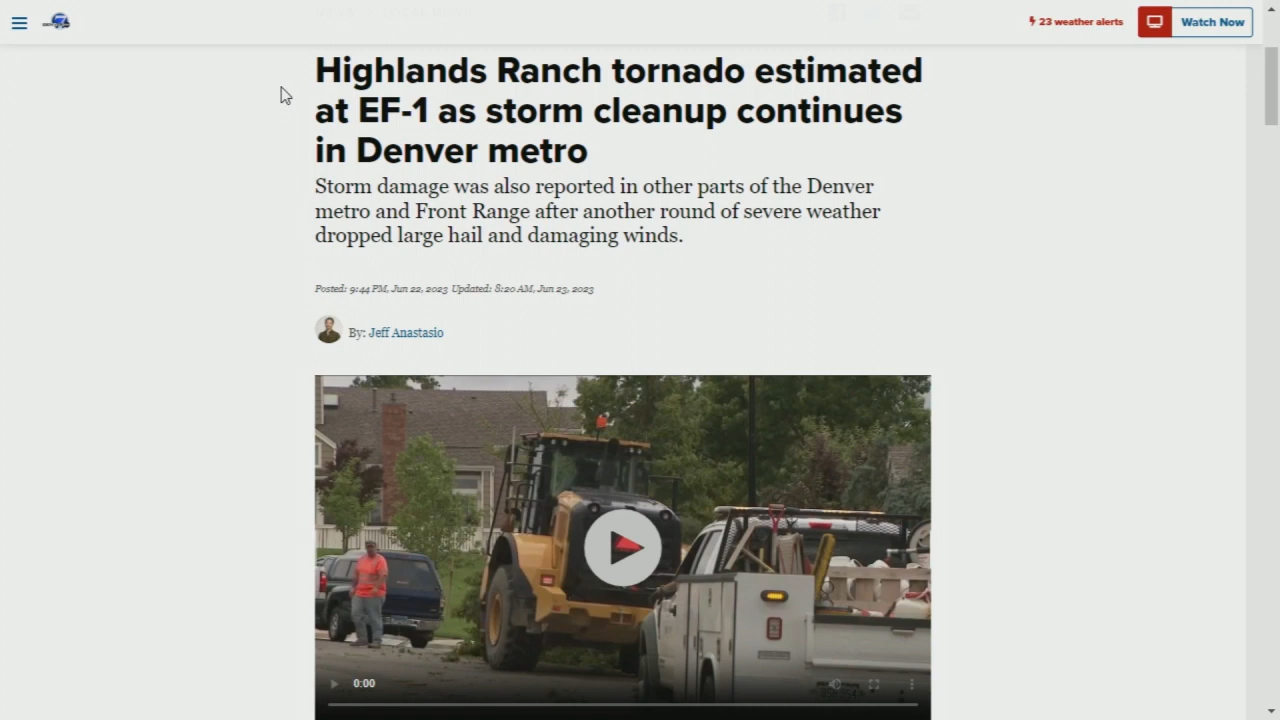 23 weather alerts
Watch Now
Highlands Ranch tornado estimated
at EF-1 as storm cleanup continues
in Denver metro
Storm damage was also reported in other parts of the Denver
metro and Front Range after another round of severe weather
dropped large hail and damaging winds.
Posted: 9:44 PM, Jun 22, 2023 Updated: 8:20 AM, Jun 23, 2023
By: Jeff Anastasio
0:00